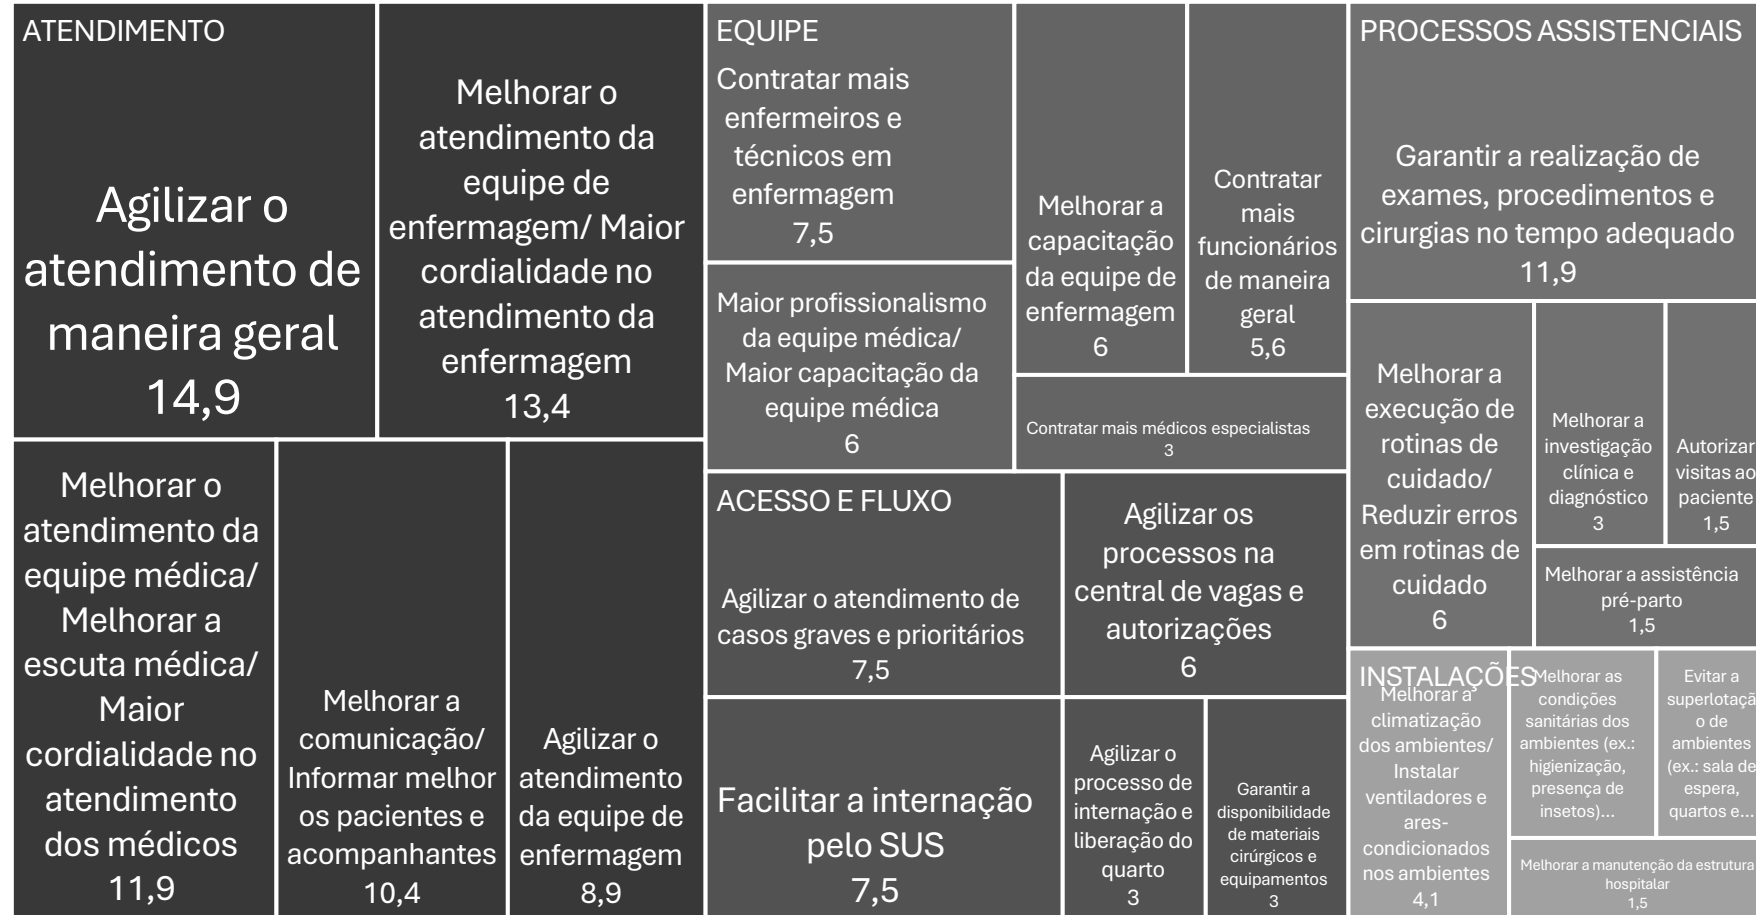 ATENDIMENTO
Agilizar o
atendimento de
maneira geral
14,9
Melhorar o
atendimento da
equipe de
enfermagem/ Maior
cordialidade no
atendimento da
enfermagem
13,4
Melhorar o
atendimento da
equipe médica/
Melhorar a
escuta médica/
Maior
cordialidade no
atendimento
dos médicos
11,9
Melhorar a
comunicação/
Informar melhor
os pacientes e
acompanhantes
10,4
Agilizar o
atendimento
da equipe de
enfermagem
8,9
EQUIPE
Contratar mais
enfermeiros e
técnicos em
enfermagem
7,5
Maior profissionalismo
da equipe médica/
Maior capacitação da
equipe médica
6
Melhorar a
capacitação
da equipe de
enfermagem
6
Contratar
mais
funcionários
de maneira
geral
5,6
Contratar mais médicos especialistas
3
ACESSO E FLUXO
Agilizar o atendimento de
casos graves e prioritários
7,5
Facilitar a internação
pelo SUS
7,5
Agilizar os
processos na
central de vagas e
autorizações
6
Agilizar o
processo de
internação e
liberação do
quarto
3
Garantir a
disponibilidade
de materiais
cirúrgicos e
equipamentos
3
PROCESSOS ASSISTENCIAIS
Garantir a realização de
exames, procedimentos e
cirurgias no tempo adequado
11,9
Melhorar a
execução de
rotinas de
cuidado/
Reduzir erros
em rotinas de
cuidado
6
Melhorar a
investigação
clínica e
diagnóstico
3
Autorizar
visitas ao
paciente
1,5
Melhorar a assistência
pré-parto
1,5
INSTALAÇÕES
Melhorar a
climatização
dos ambientes/
Instalar
ventiladores e
ares-
condicionados
nos ambientes
4,1
Melhorar as
condições
sanitárias dos
ambientes (ex.:
higienização,
presença de
insetos)...
Evitar a
superlotaçã
o de
ambientes
(ex.: sala de
espera,
quartos e...
Melhorar a manutenção da estrutura
hospitalar
1,5